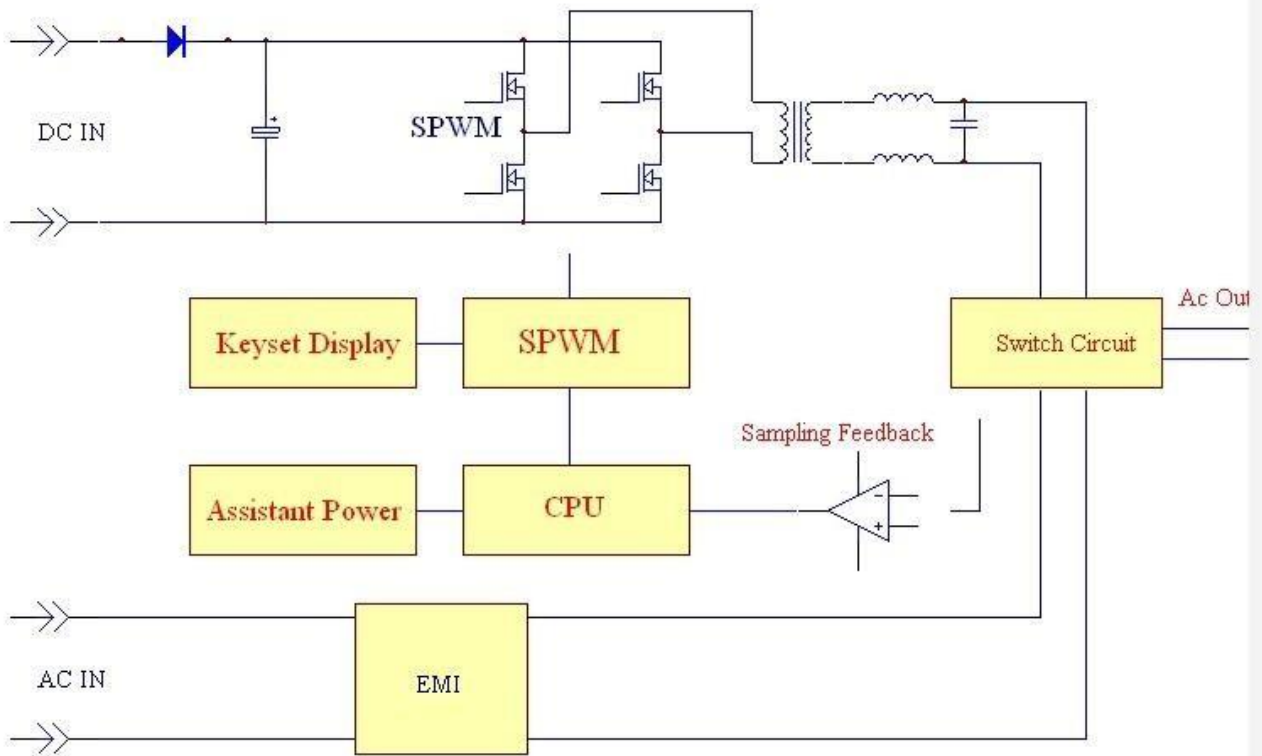 DC IN
SPWM
Keyset Display
SPWM
Ac Out
Switch Circuit
Sampling Feedback
Assistant Power
CPU
AC IN
EMI